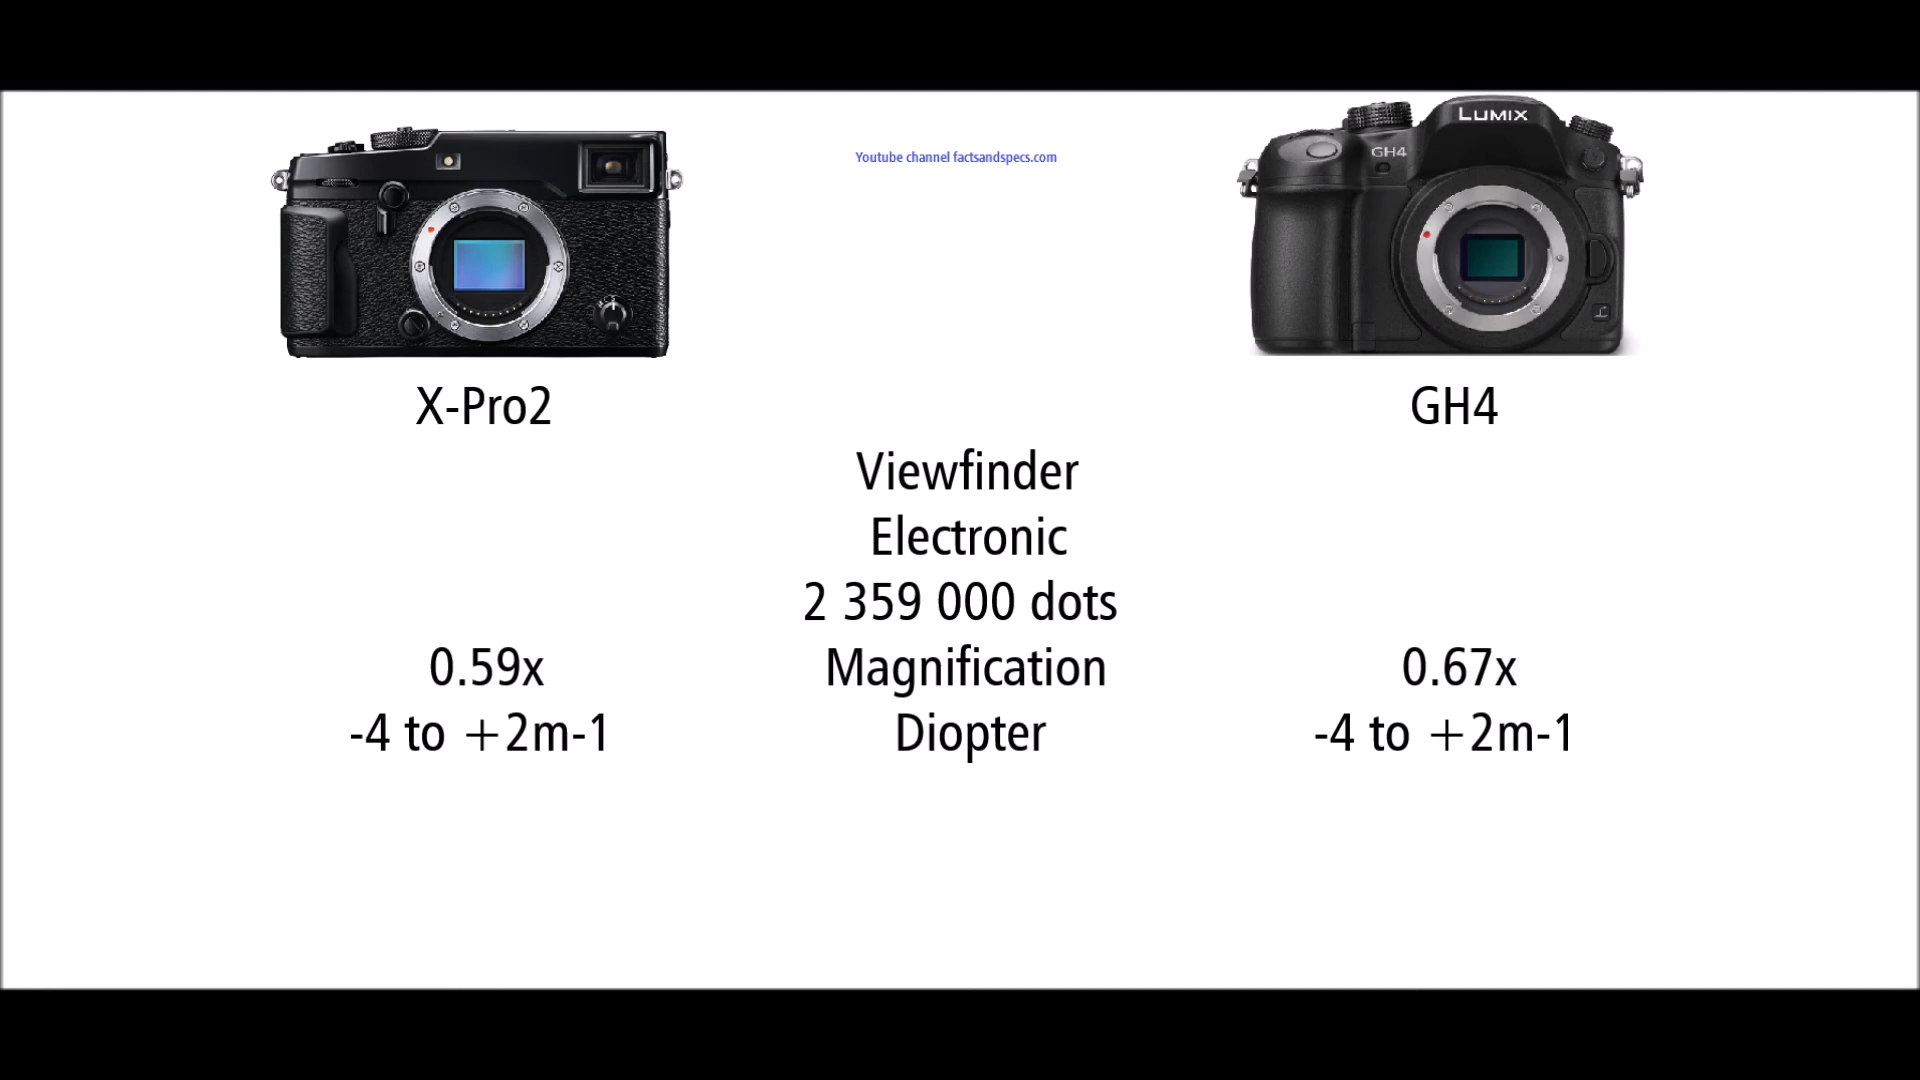 LUMIX
GH4
Youtube channel factsandspecs.com
X-Pro2
GH4
Viewfinder
Electronic
2 359 000 dots
0.59x Magnification 0.67x
-4 to +2m-1 Diopter -4 to +2m-1